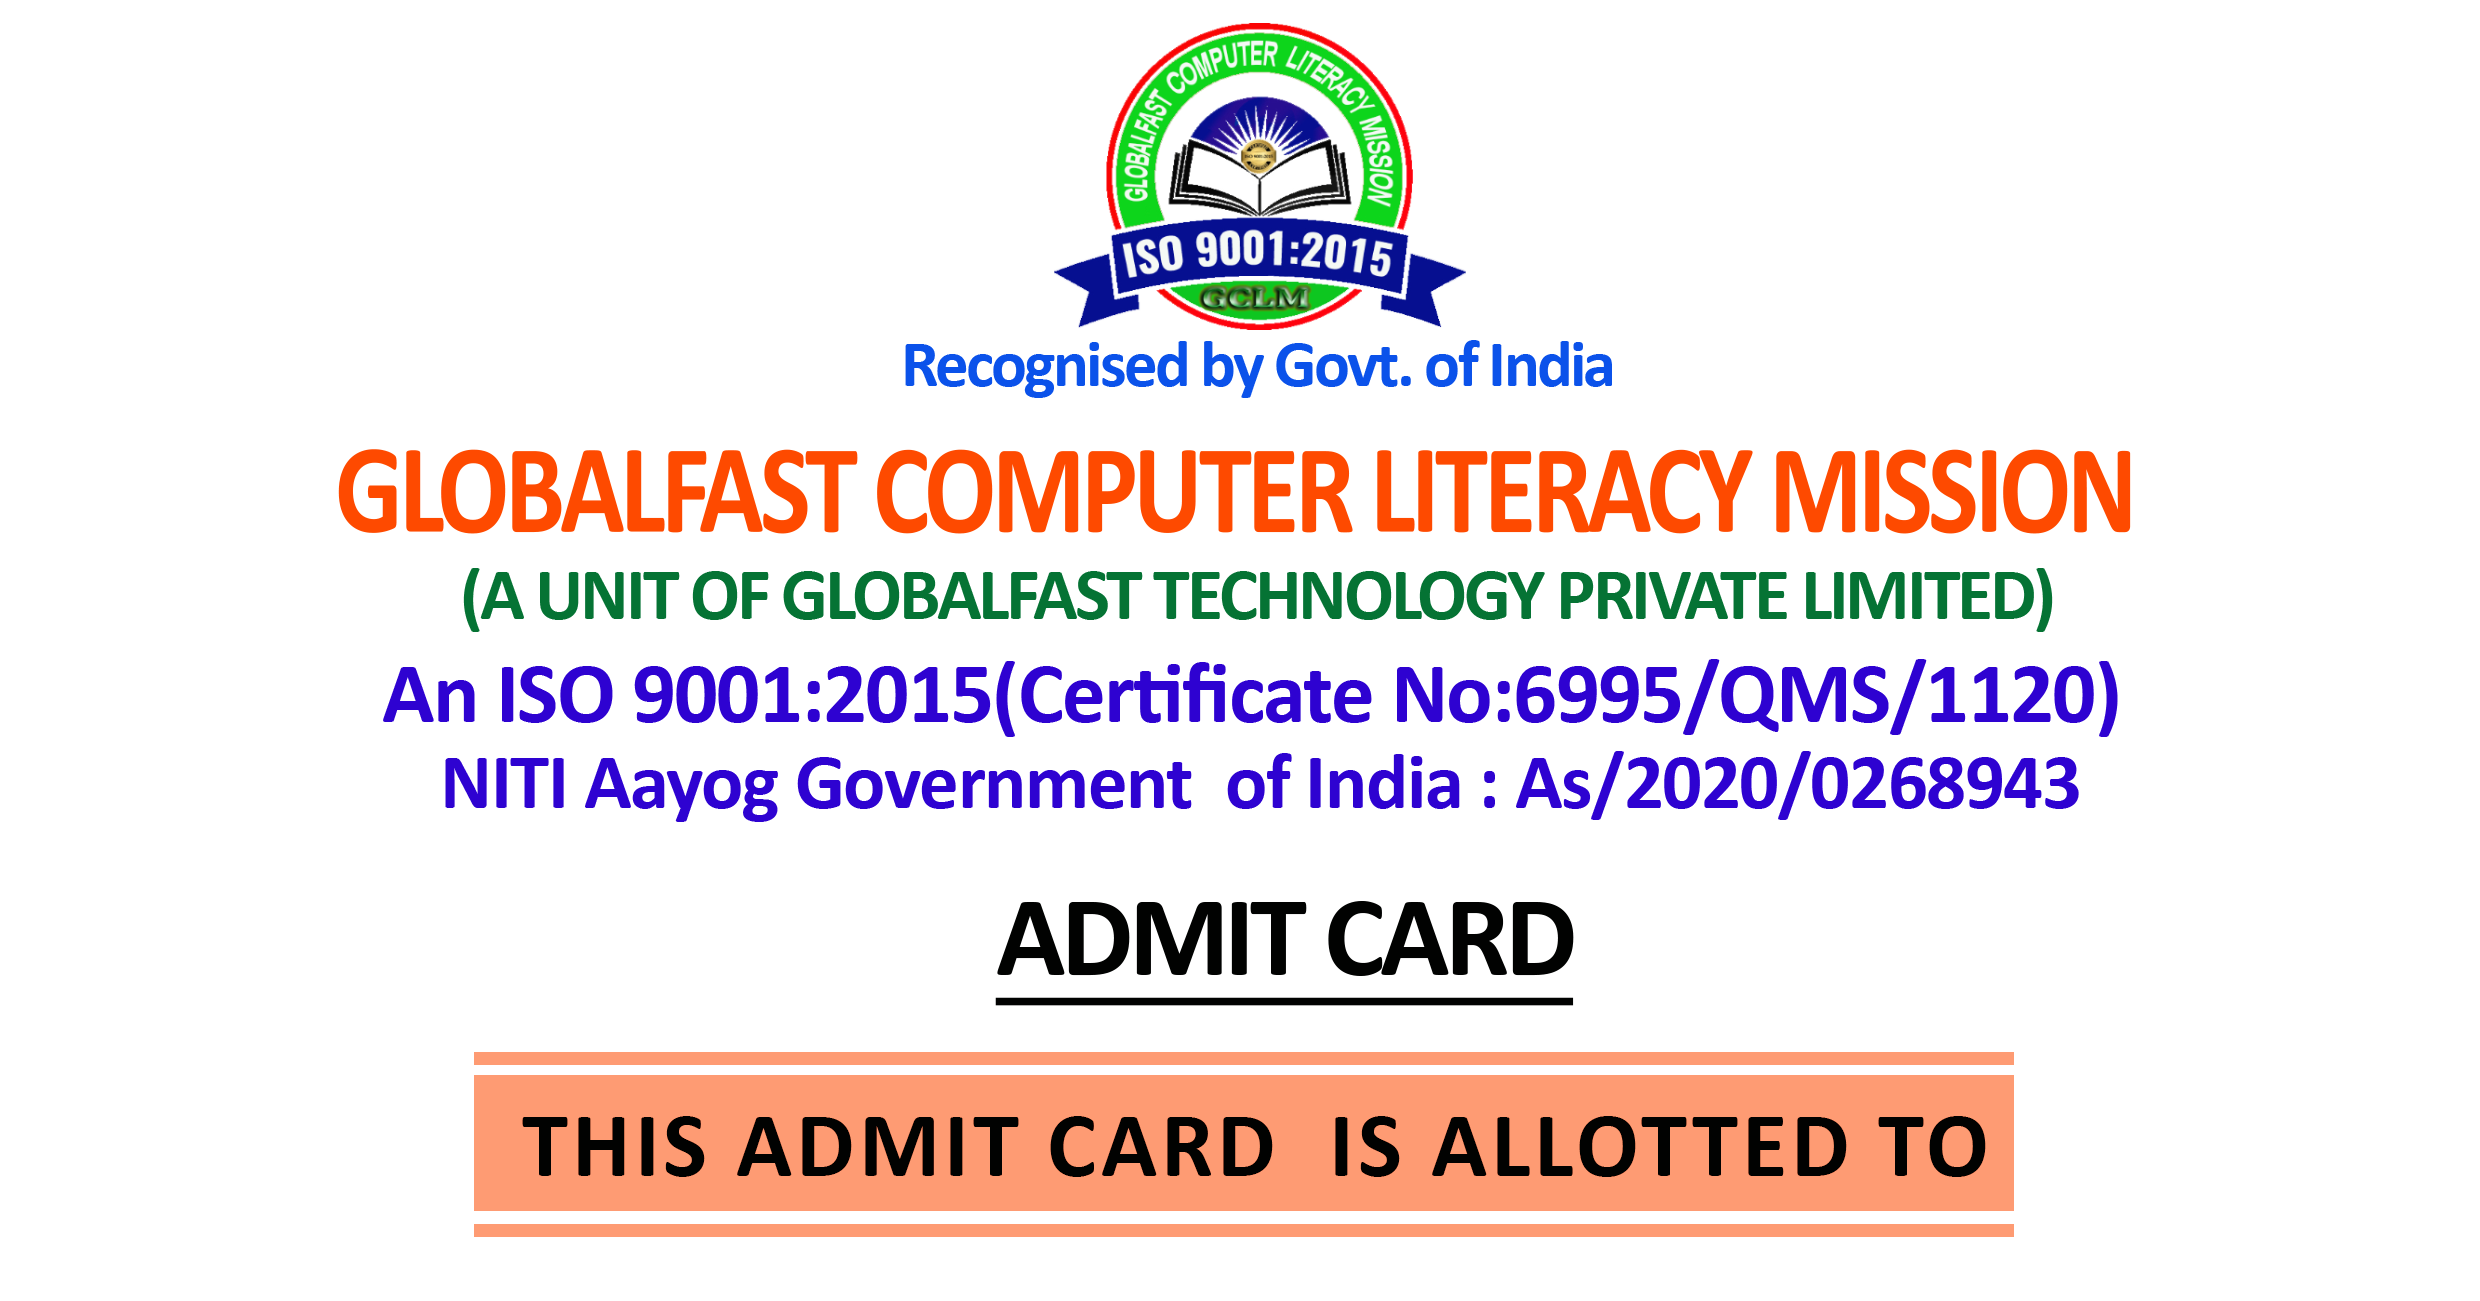 GLOBALFAST COMPUTER LITERACY MISSION
ISO 9001:2015
GCLM
Recognised by Govt. of India
GLOBALFAST COMPUTER LITERACY MISSION
(A UNIT OF GLOBALFAST TECHNOLOGY PRIVATE LIMITED)
An ISO 9001:2015(Certificate No:6995/QMS/1120)
NITI Aayog Government of India : As/2020/0268943
ADMIT CARD
THIS ADMIT CARD IS ALLOTTED TO